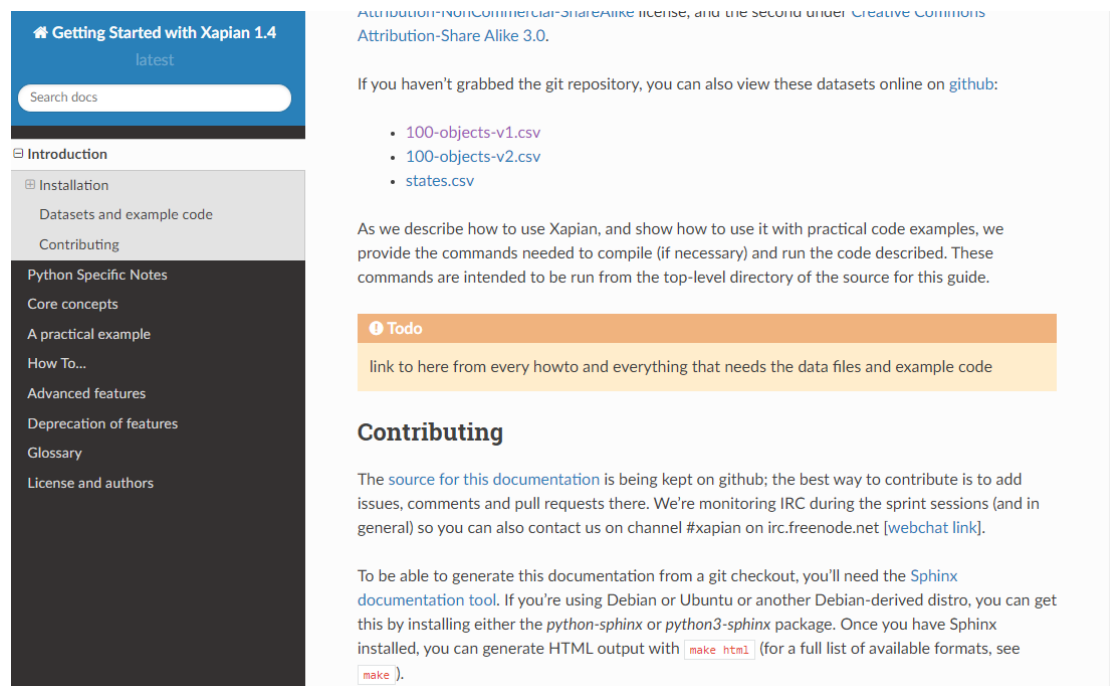 Getting Started with Xapian 1.4
latest
Search docs
Introduction
Installation
Datasets and example code
Contributing
Python Specific Notes
Core concepts
A practical example
How To...
Advanced features
Deprecation of features
Glossary
License and authors
Attribution-NonCommercial-ShareAlike license, and the second under Creative Commons
Attribution-Share Alike 3.0.
If you haven’t grabbed the git repository, you can also view these datasets online on github:
• 100-objects-v1.csv
• 100-objects-v2.csv
• states.csv
As we describe how to use Xapian, and show how to use it with practical code examples, we
provide the commands needed to compile (if necessary) and run the code described. These
commands are intended to be run from the top-level directory of the source for this guide.
Todo
link to here from every howto and everything that needs the data files and example code
Contributing
The source for this documentation is being kept on github; the best way to contribute is to add
issues, comments and pull requests there. We’re monitoring IRC during the sprint sessions (and in
general) so you can also contact us on channel #xapian on irc.freenode.net [webchat link].
To be able to generate this documentation from a git checkout, you’ll need the Sphinx
documentation tool. If you’re using Debian or Ubuntu or another Debian-derived distro, you can get
this by installing either the python-sphinx or python3-sphinx package. Once you have Sphinx
installed, you can generate HTML output with make html (for a full list of available formats, see
make ).